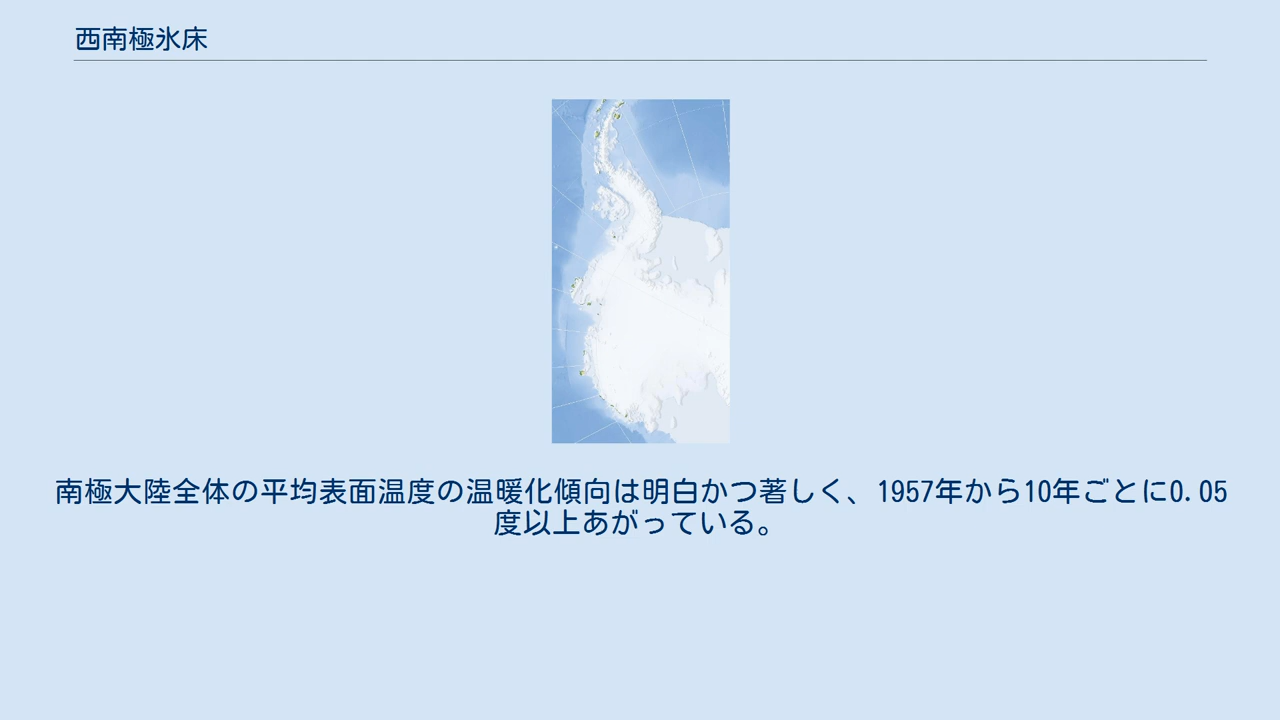 西南極氷床
南極大陸全体の平均表面温度の温暖化傾向は明白かつ著しく、1957年から10年ごとに0.05
度以上あがっている。